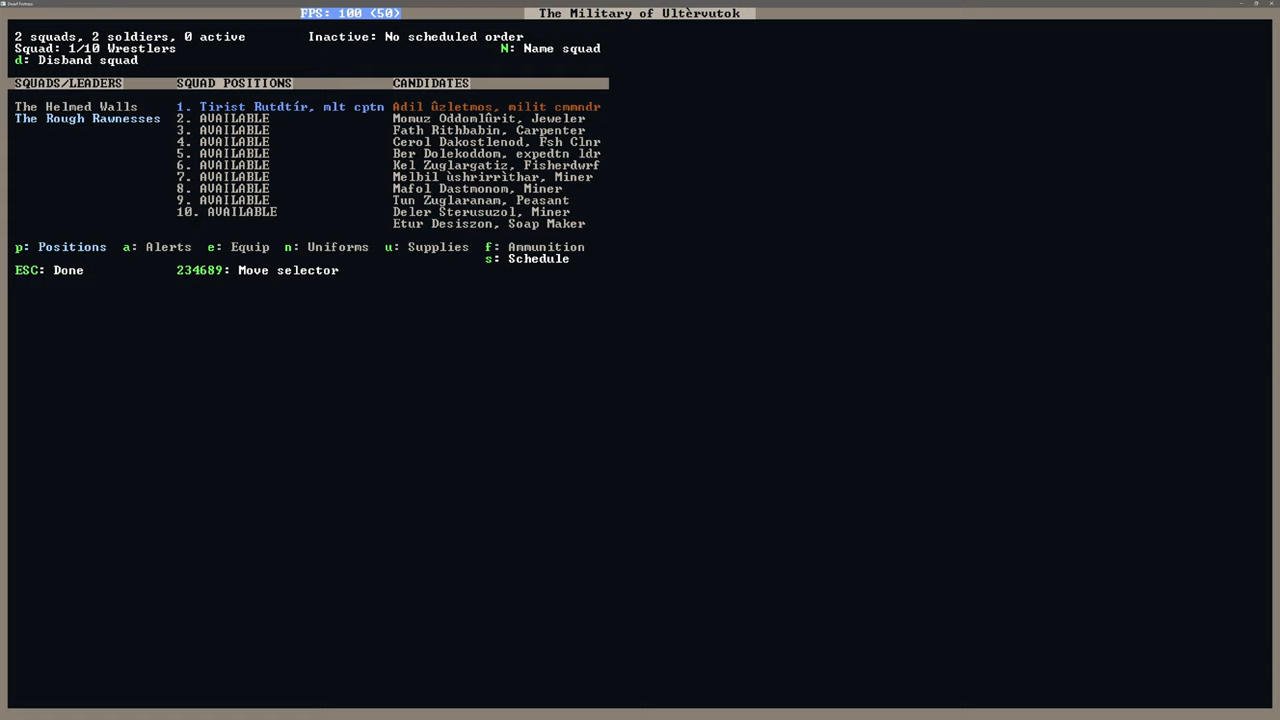 Dwarf Fortress
FPS: 100 (50)
The Military of Ultèrvutok
2 squads, 2 soldiers, 0 active Inactive: No scheduled order
Squad: 1/10 Wrestlers N: Name squad
d: Disband squad
SQUADS/LEADERS SQUAD POSITIONS CANDIDATES
The Helmed Walls 1. Tirist Rutdtír, mlt cptn Adil ûzletmos, milit cmmndr
The Rough Rawnesses 2. AVAILABLE Momuz Oddomlûrit, Jeweler
3. AVAILABLE Fath Rithbabin, Carpenter
4. AVAILABLE Cerol Dakostlenod, Fsh Clnr
5. AVAILABLE Ber Dolekoddom, expedtn ldr
6. AVAILABLE Kel Zuglargatiz, Fisherdwrf
7. AVAILABLE Melbil ùshrirrìthar, Miner
8. AVAILABLE Mafol Dastmonom, Miner
9. AVAILABLE Tun Zuglaranam, Peasant
10. AVAILABLE Deler Sterusuzol, Miner
Etur Desiszon, Soap Maker
p: Positions a: Alerts e: Equip n: Uniforms u: Supplies f: Ammunition
s: Schedule
ESC: Done 234689: Move selector